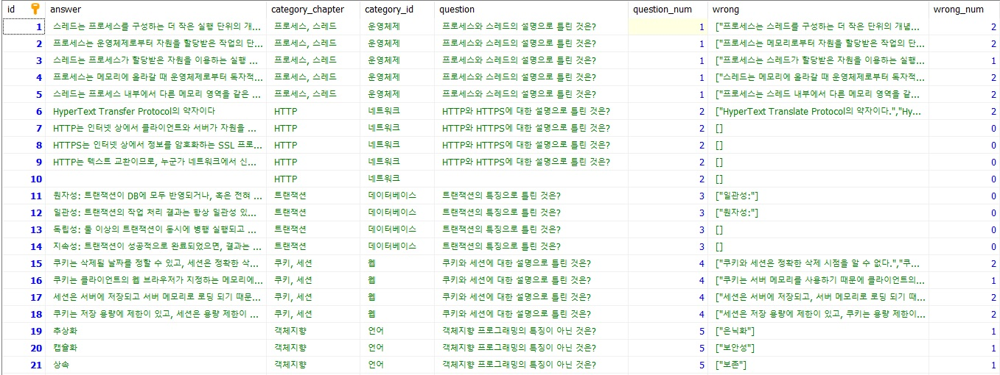 id answer category_chapter category_id question question_num wrong wrong_num
1 스레드는 프로세스를 구성하는 더 작은 실행 단위의 개... 프로세스, 스레드 운영체제 프로세스와 스레드의 설명으로 틀린 것은? 1 ["프로세스는 스레드를 구성하는 더 작은 단위의 개념... 2
2 프로세스는 운영체제로부터 자원을 할당받은 작업의 단... 프로세스, 스레드 운영체제 프로세스와 스레드의 설명으로 틀린 것은? 1 ["프로세스는 메모리로부터 자원을 할당받은 작업의 단... 2
3 스레드는 프로세스가 할당받은 자원을 이용하는 실행 ... 프로세스, 스레드 운영체제 프로세스와 스레드의 설명으로 틀린 것은? 1 ["프로세스는 스레드가 할당받은 자원을 이용하는 실행... 1
4 프로세스는 메모리에 올라갈 때 운영체제로부터 독자적... 프로세스, 스레드 운영체제 프로세스와 스레드의 설명으로 틀린 것은? 1 ["스레드는 메모리에 올라갈 때 운영체제로부터 독자적... 2
5 스레드는 프로세스 내부에서 다른 메모리 영역을 같은 ... 프로세스, 스레드 운영체제 프로세스와 스레드의 설명으로 틀린 것은? 1 ["프로세스는 스레드 내부에서 다른 메모리 영역을 같... 2
6 HyperText Transfer Protocol의 약자이다 HTTP 네트워크 HTTP와 HTTPS에 대한 설명으로 틀린 것은? 2 ["HyperText Translate Protocol의 약자이다.","Hy... 2
7 HTTP는 인터넷 상에서 클라이언트와 서버가 자원을 ... HTTP 네트워크 HTTP와 HTTPS에 대한 설명으로 틀린 것은? 2 [] 0
8 HTTPS는 인터넷 상에서 정보를 암호화하는 SSL 프로... HTTP 네트워크 HTTP와 HTTPS에 대한 설명으로 틀린 것은? 2 [] 0
9 HTTP는 텍스트 교환이므로, 누군가 네트워크에서 신... HTTP 네트워크 HTTP와 HTTPS에 대한 설명으로 틀린 것은? 2 [] 0
10 HTTP 네트워크 2 [] 0
11 원자성: 트랜잭션이 DB에 모두 반영되거나, 혹은 전혀 ... 트랜잭션 데이터베이스 트랜잭션의 특징으로 틀린 것은? 3 ["일관성:"] 0
12 일관성: 트랜잭션의 작업 처리 결과는 항상 일관성 있... 트랜잭션 데이터베이스 트랜잭션의 특징으로 틀린 것은? 3 ["원자성:"] 0
13 독립성: 둘 이상의 트랜잭션이 동시에 병행 실행되고 ... 트랜잭션 데이터베이스 트랜잭션의 특징으로 틀린 것은? 3 [] 0
14 지속성: 트랜잭션이 성공적으로 완료되었으면, 결과는 ... 트랜잭션 데이터베이스 트랜잭션의 특징으로 틀린 것은? 3 [] 0
15 쿠키는 삭제될 날짜를 정할 수 있고, 세션은 정확한 삭... 쿠키, 세션 웹 쿠키와 세션에 대한 설명으로 틀린 것은? 4 ["쿠키와 세션은 정확한 삭제 시점을 알 수 없다.","쿠... 2
16 쿠키는 클라이언트의 웹 브라우저가 지정하는 메모리에... 쿠키, 세션 웹 쿠키와 세션에 대한 설명으로 틀린 것은? 4 ["쿠키는 서버 메모리를 사용하기 때문에 클라이언트의... 1
17 세션은 서버에 저장되고 서버 메모리로 로딩 되기 때문... 쿠키, 세션 웹 쿠키와 세션에 대한 설명으로 틀린 것은? 4 ["세션은 서버에 저장되고, 서버 메모리로 로딩 되기 때... 2
18 쿠키는 저장 용량에 제한이 있고, 세션은 용량 제한이 ... 쿠키, 세션 웹 쿠키와 세션에 대한 설명으로 틀린 것은? 4 ["세션은 저장 용량에 제한이 있고, 쿠키는 용량 제한이... 2
19 추상화 객체지향 언어 객체지향 프로그래밍의 특징이 아닌 것은? 5 ["은닉화"] 1
20 캡슐화 객체지향 언어 객체지향 프로그래밍의 특징이 아닌 것은? 5 ["보안성"] 1
21 상속 객체지향 언어 객체지향 프로그래밍의 특징이 아닌 것은? 5 ["보존"] 1